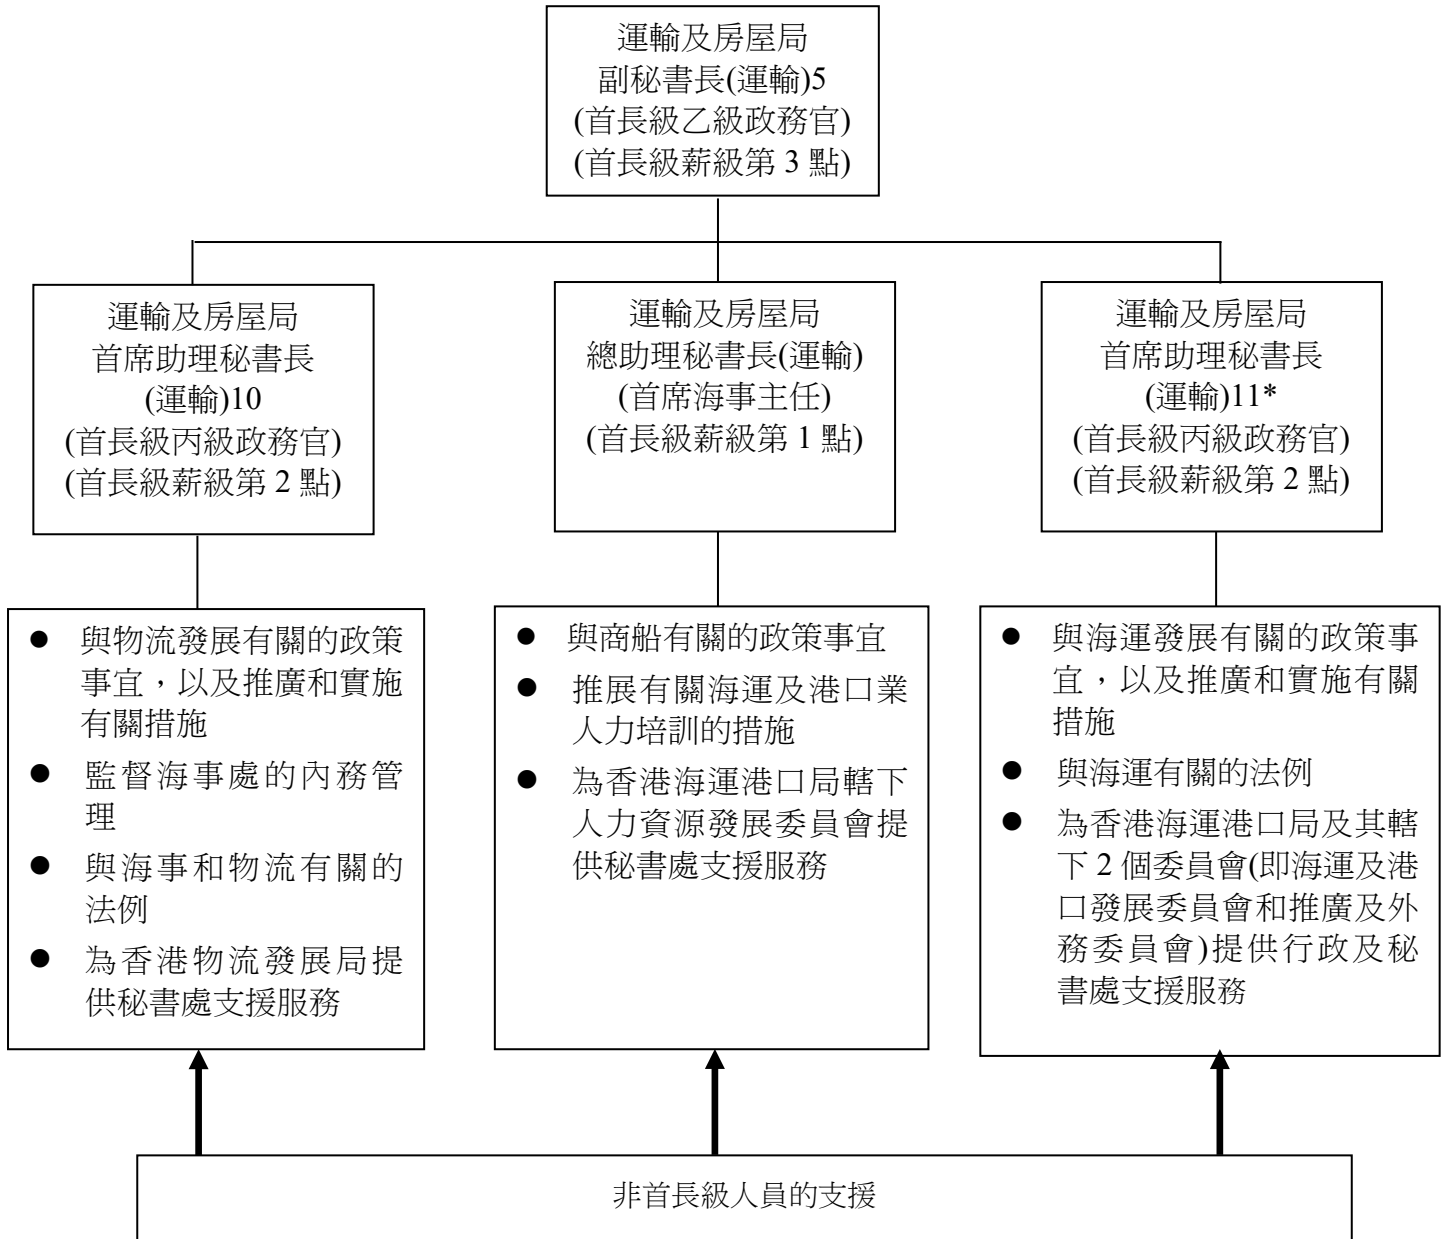 運輸及房屋局
副秘書長(運輸)5
(首長級乙級政務官)
(首長級薪級第 3 點)
運輸及房屋局
首席助理秘書長
(運輸)10
(首長級丙級政務官)
(首長級薪級第 2 點)
運輸及房屋局
總助理秘書長(運輸)
(首席海事主任)
(首長級薪級第 1 點)
運輸及房屋局
首席助理秘書長
(運輸)11*
(首長級丙級政務官)
(首長級薪級第 2 點)
● 與物流發展有關的政策
事宜，以及推廣和實施
有關措施
● 監督海事處的內務管
理
● 與海事和物流有關的
法例
● 為香港物流發展局提
供秘書處支援服務
● 與商船有關的政策事宜
● 推展有關海運及港口業
人力培訓的措施
● 為香港海運港口局轄下
人力資源發展委員會提
供秘書處支援服務
● 與海運發展有關的政策事
宜，以及推廣和實施有關
措施
● 與海運有關的法例
● 為香港海運港口局及其轄
下 2 個委員會(即海運及港
口發展委員會和推廣及外
務委員會)提供行政及秘
書處支援服務
非首長級人員的支援